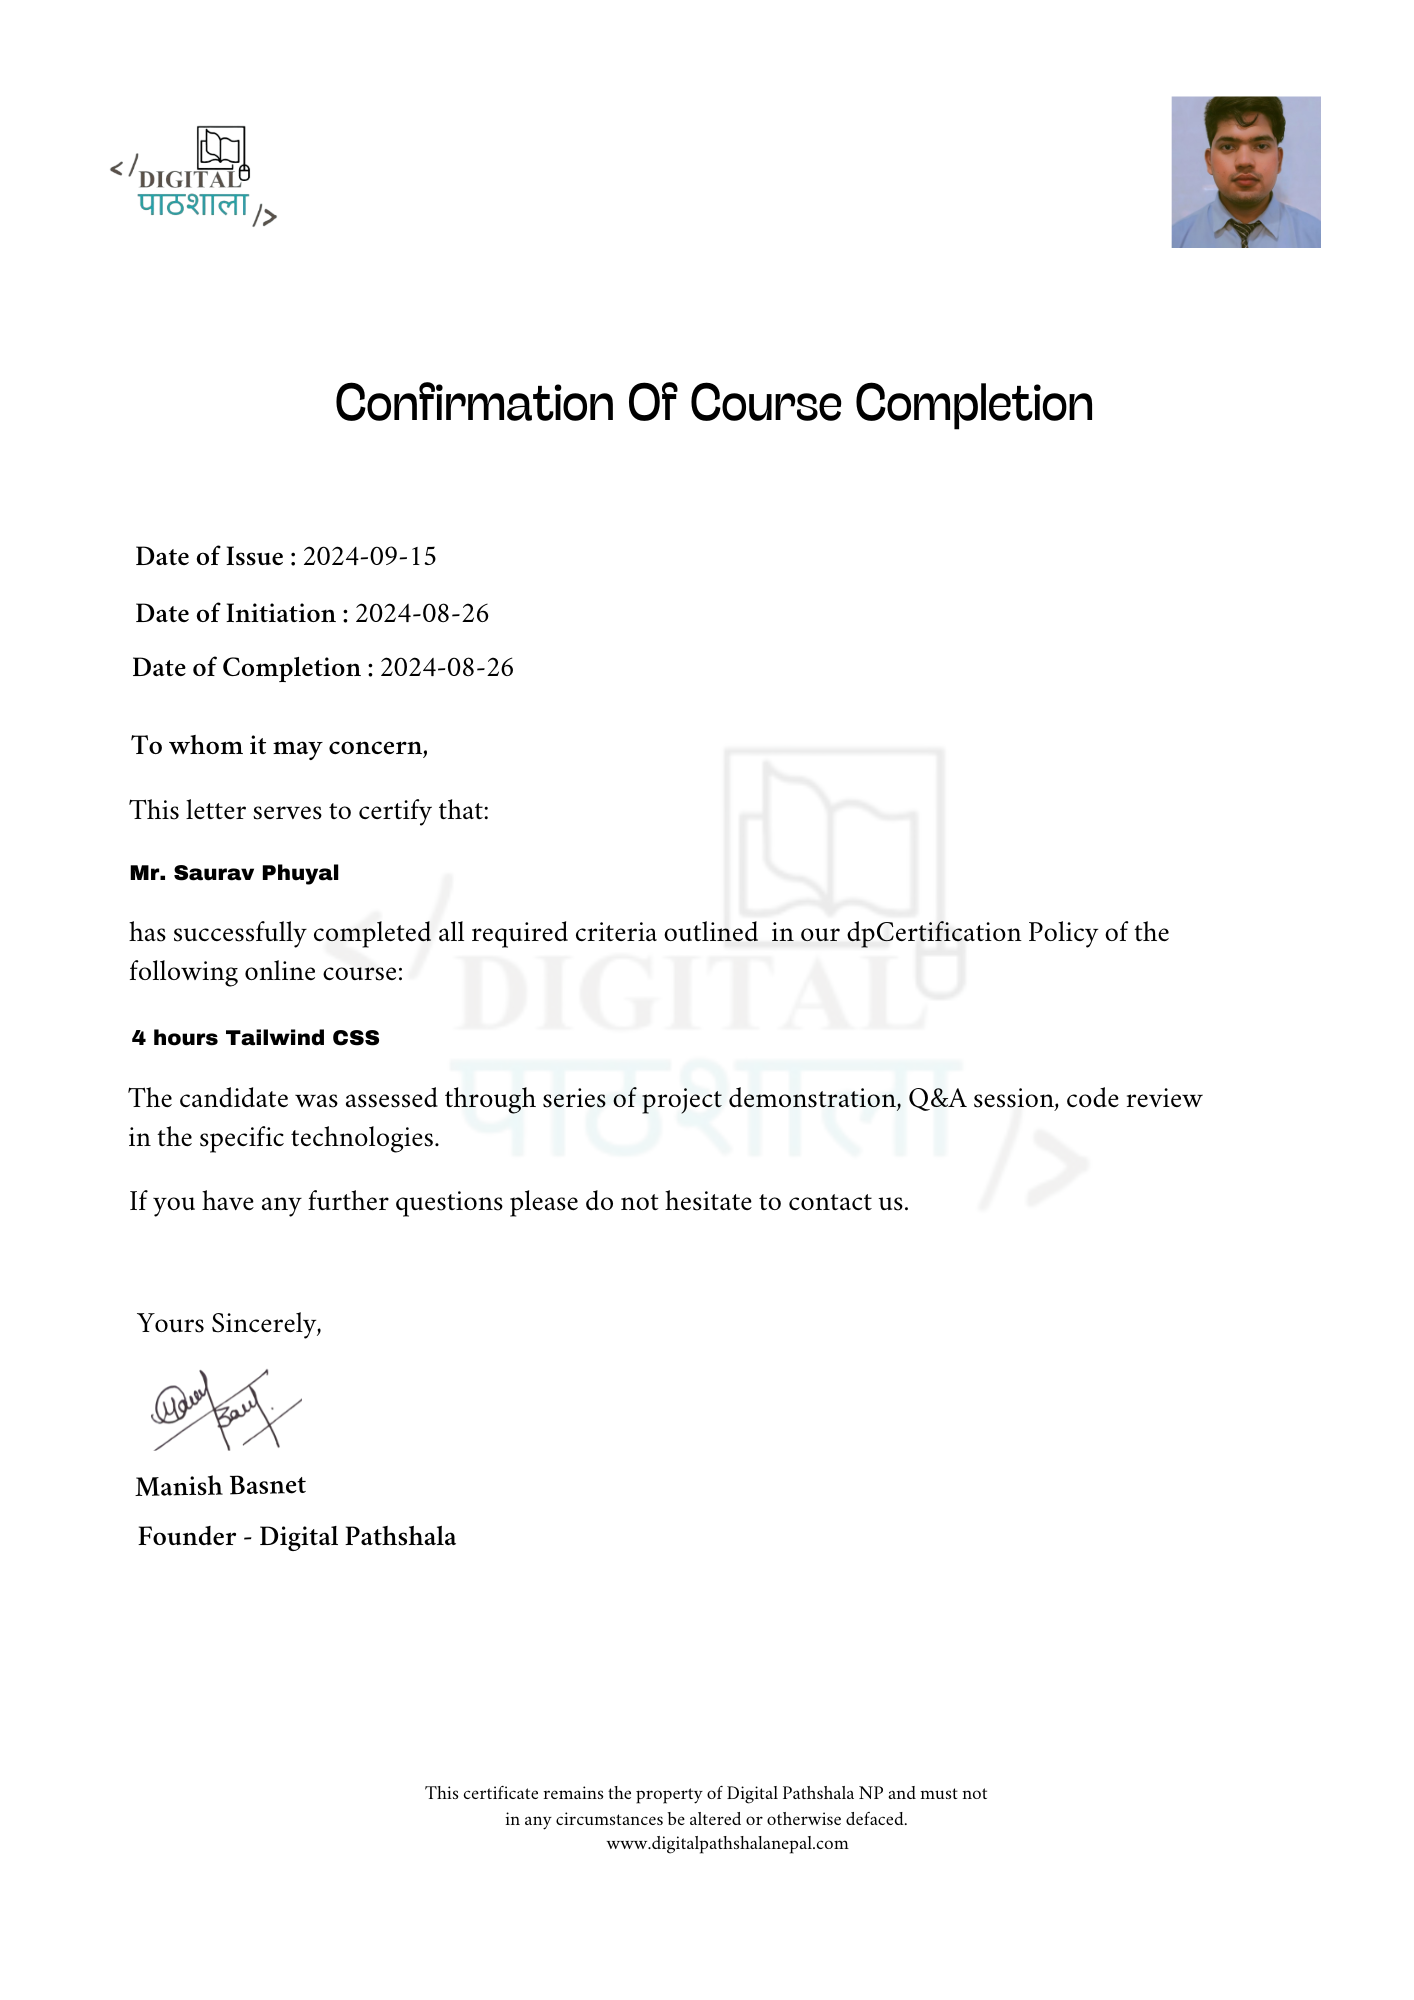 </ DIGITAL
पाठशाला />
Confirmation Of Course Completion
Date of Issue : 2024-09-15
Date of Initiation : 2024-08-26
Date of Completion : 2024-08-26
To whom it may concern,
This letter serves to certify that:
Mr. Saurav Phuyal
has successfully completed all required criteria outlined in our dpCertification Policy of the
following online course:
4 hours Tailwind CSS
The candidate was assessed through series of project demonstration, Q&A session, code review
in the specific technologies.
If you have any further questions please do not hesitate to contact us.
</ DIGITAL
पाठशाला />
Yours Sincerely,
Manish Basnet
Founder - Digital Pathshala
This certificate remains the property of Digital Pathshala NP and must not
in any circumstances be altered or otherwise defaced.
www.digitalpathshalanepal.com